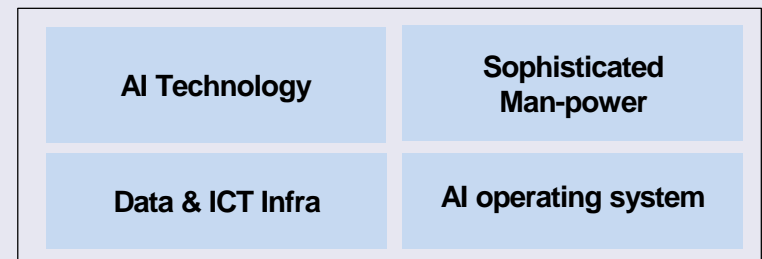 AI Technology
Sophisticated
Man-power
Data & ICT Infra
AI operating system